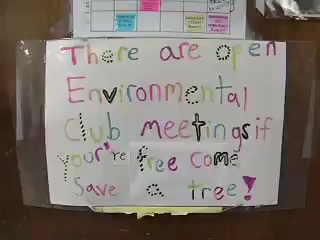 There are open
Environmental
Club meetings if
your're free come
save a tree!